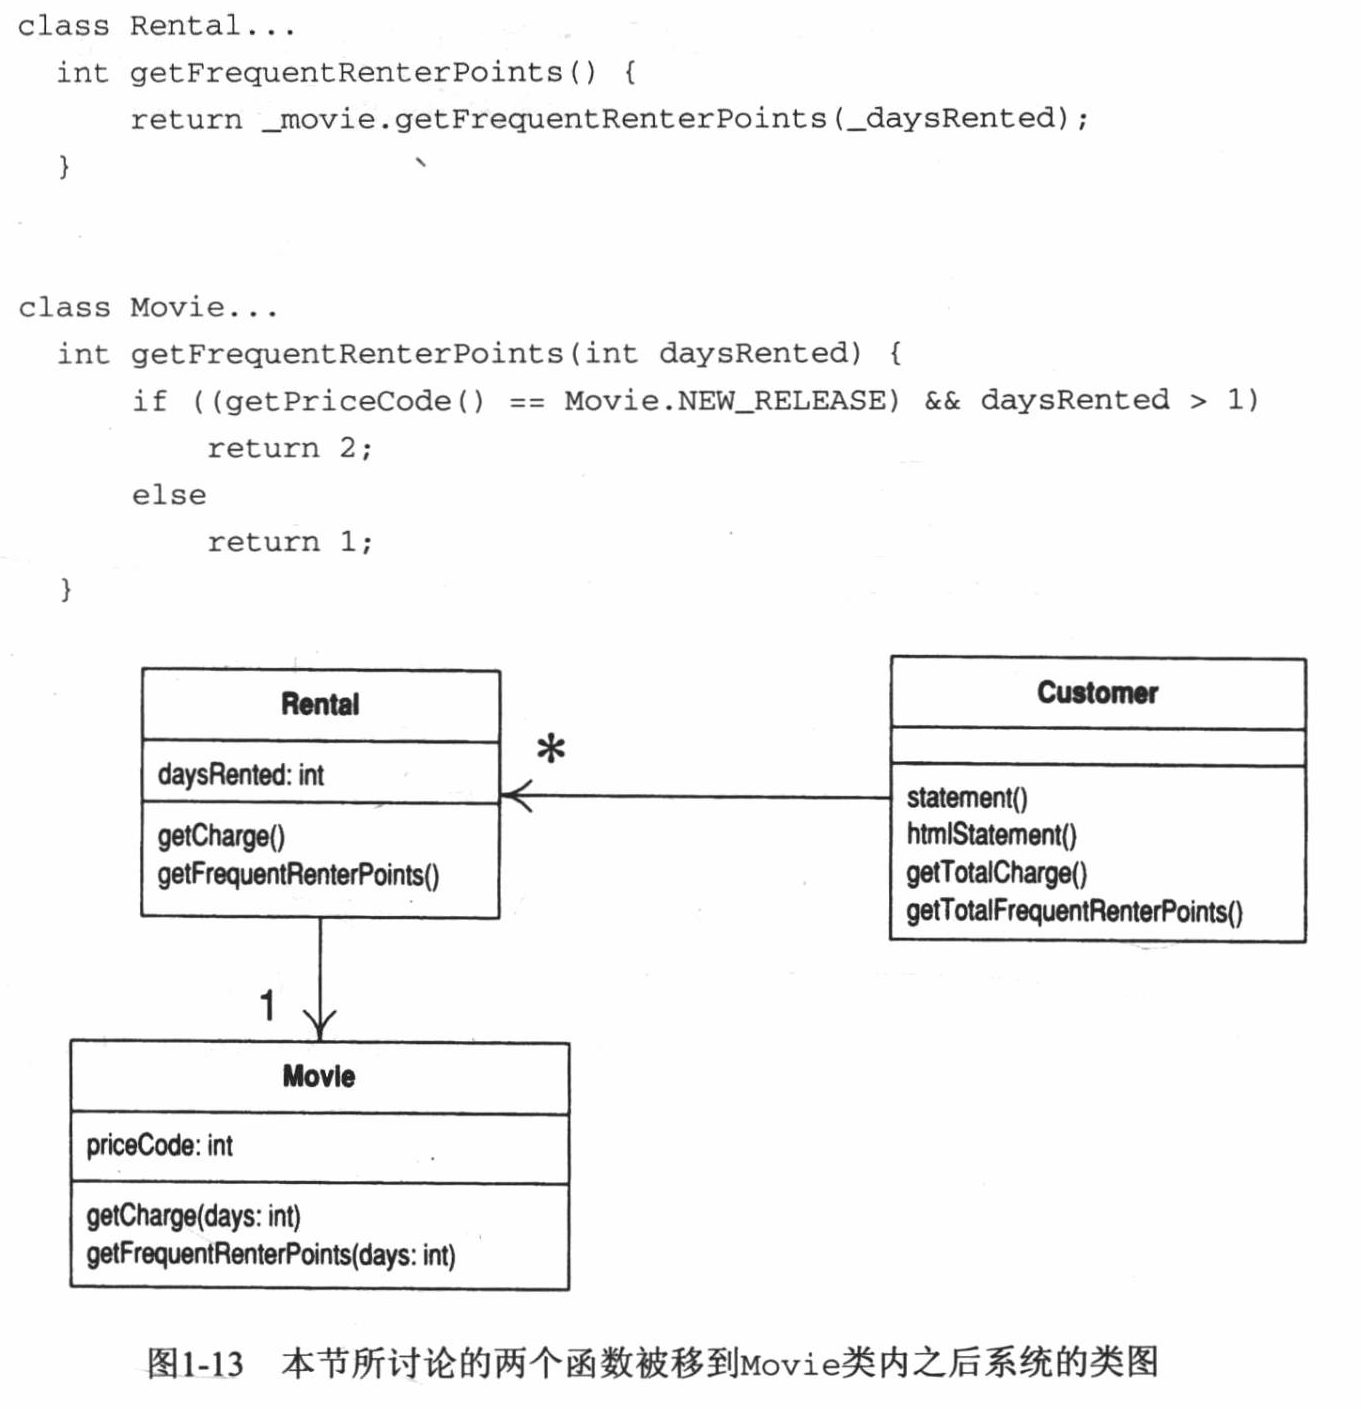 class Rental...
int getFrequentRenterPoints() {
return _movie.getFrequentRenterPoints(_daysRented);
}
class Movie...
int getFrequentRenterPoints(int daysRented) {
if ((getPriceCode() == Movie.NEW_RELEASE) && daysRented > 1)
return 2;
else
return 1;
}
Rental
daysRented: int
getCharge()
getFrequentRenterPoints()
*
Customer
statement()
htmlStatement()
getTotalCharge()
getTotalFrequentRenterPoints()
1
Movie
priceCode: int
getCharge(days: int)
getFrequentRenterPoints(days: int)
图1-13 本节所讨论的两个函数被移到Movie类内之后系统的类图